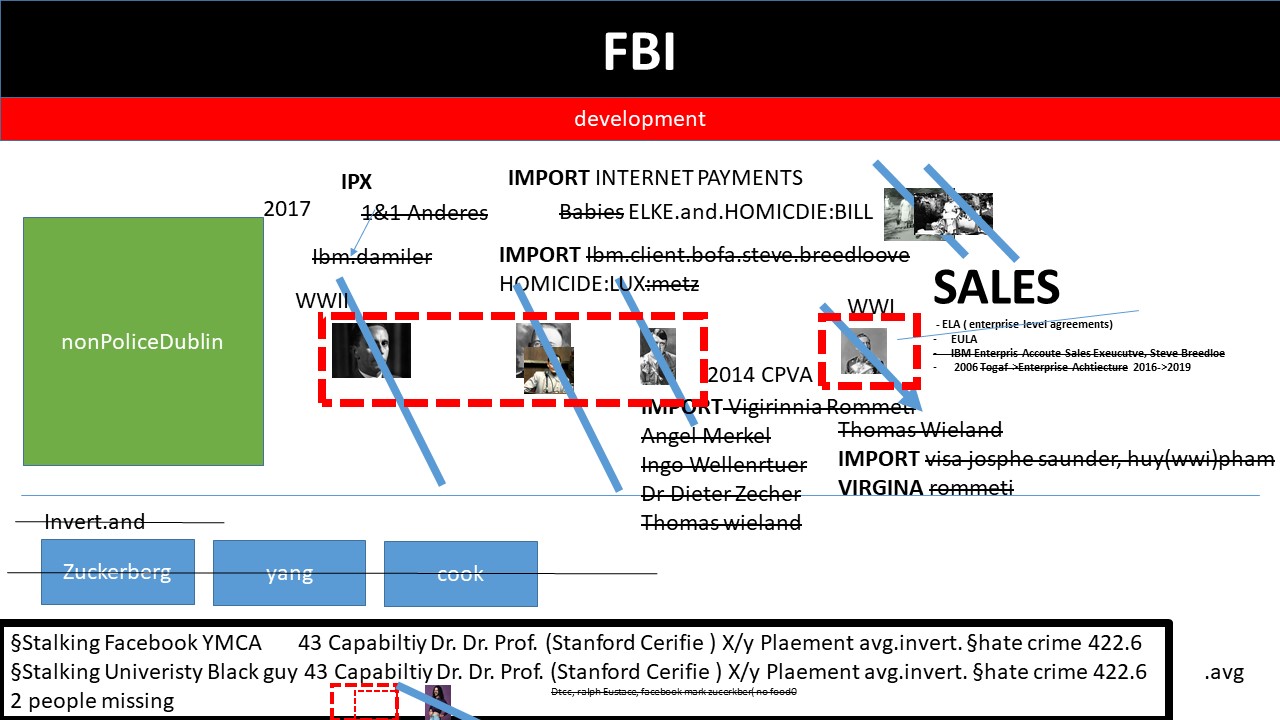 FBI
development
IPX
IMPORT INTERNET PAYMENTS
2017
1&1 Anderes
Babies ELKE.and.HOMICDIE:BILL
Ibm.damiler
IMPORT Ibm.client.bofa.steve.breedloove
HOMICIDE:LUX:metz
WWII
WWI
SALES
- ELA ( enterprise level agreements)
- EULA
- IBM Enterpris Accoute Sales Exeucutve, Steve Breedloe
- 2006 Togaf >Enterprise Achtiecture 2016->2019
nonPoliceDublin
2014 CPVA
IMPORT Vigirinnia Rommeti
Angel Merkel
Ingo Wellenrtuer
Dr Dieter Zecher
Thomas wieland
Thomas Wieland
IMPORT visa josphe saunder, huy(wwi)pham
VIRGINA rommeti
Invert.and
Zuckerberg
yang
cook
§Stalking Facebook YMCA 43 Capabiltiy Dr. Dr. Prof. (Stanford Cerifie ) X/y Plaement avg.invert. §hate crime 422.6
§Stalking Univeristy Black guy 43 Capabiltiy Dr. Dr. Prof. (Stanford Cerifie ) X/y Plaement avg.invert. §hate crime 422.6
.avg
2 people missing
Dtcc, ralph Eustace, facebook mark zucerkber( no food0